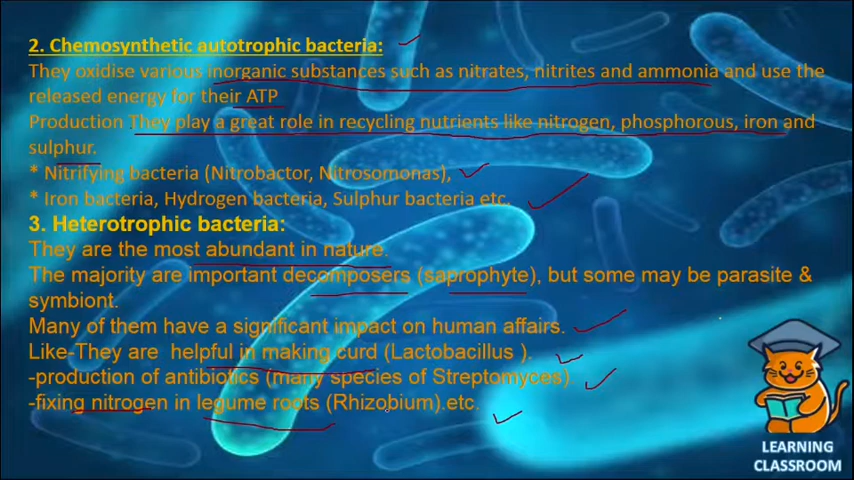 2. Chemosynthetic autotrophic bacteria:
They oxidise various inorganic substances such as nitrates, nitrites and ammonia and use the
released energy for their ATP
Production They play a great role in recycling nutrients like nitrogen, phosphorous, iron and
sulphur.
* Nitrifying bacteria (Nitrobactor, Nitrosomonas),
* Iron bacteria, Hydrogen bacteria, Sulphur bacteria etc.
3. Heterotrophic bacteria:
They are the most abundant in nature.
The majority are important decomposers (saprophyte), but some may be parasite &
symbiont.
Many of them have a significant impact on human affairs.
Like-They are helpful in making curd (Lactobacillus ).
-production of antibiotics (many species of Streptomyces)
-fixing nitrogen in legume roots (Rhizobium).etc.
LEARNING
CLASSROOM